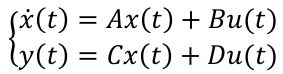 ẋ(t) = Ax(t) + Bu(t)
y(t) = Cx(t) + Du(t)